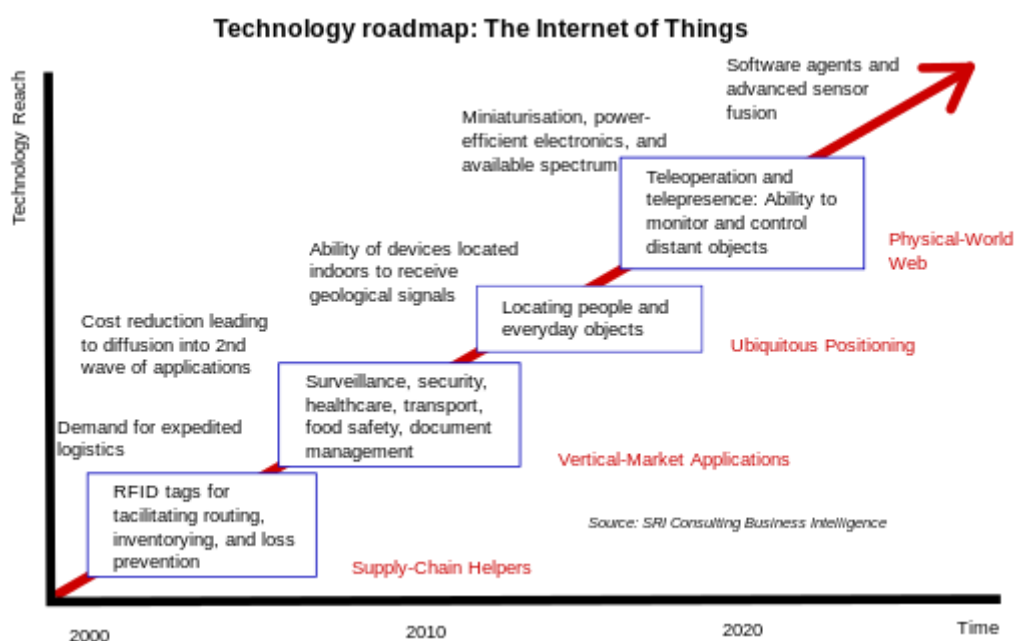 Technology roadmap: The Internet of Things
Technology Reach
Software agents and
advanced sensor
fusion
Miniaturisation, power-
efficient electronics, and
available spectrum
Teleoperation and
telepresence: Ability to
monitor and control
distant objects
Physical-World
Web
Ability of devices located
indoors to receive
geological signals
Locating people and
everyday objects
Ubiquitous Positioning
Cost reduction leading
to diffusion into 2nd
wave of applications
Surveillance, security,
healthcare, transport,
food safety, document
management
Vertical-Market Applications
Demand for expedited
logistics
RFID tags for
tacilitating routing,
inventorying, and loss
prevention
Supply-Chain Helpers
Source: SRI Consulting Business Intelligence
2000
2010
2020
Time